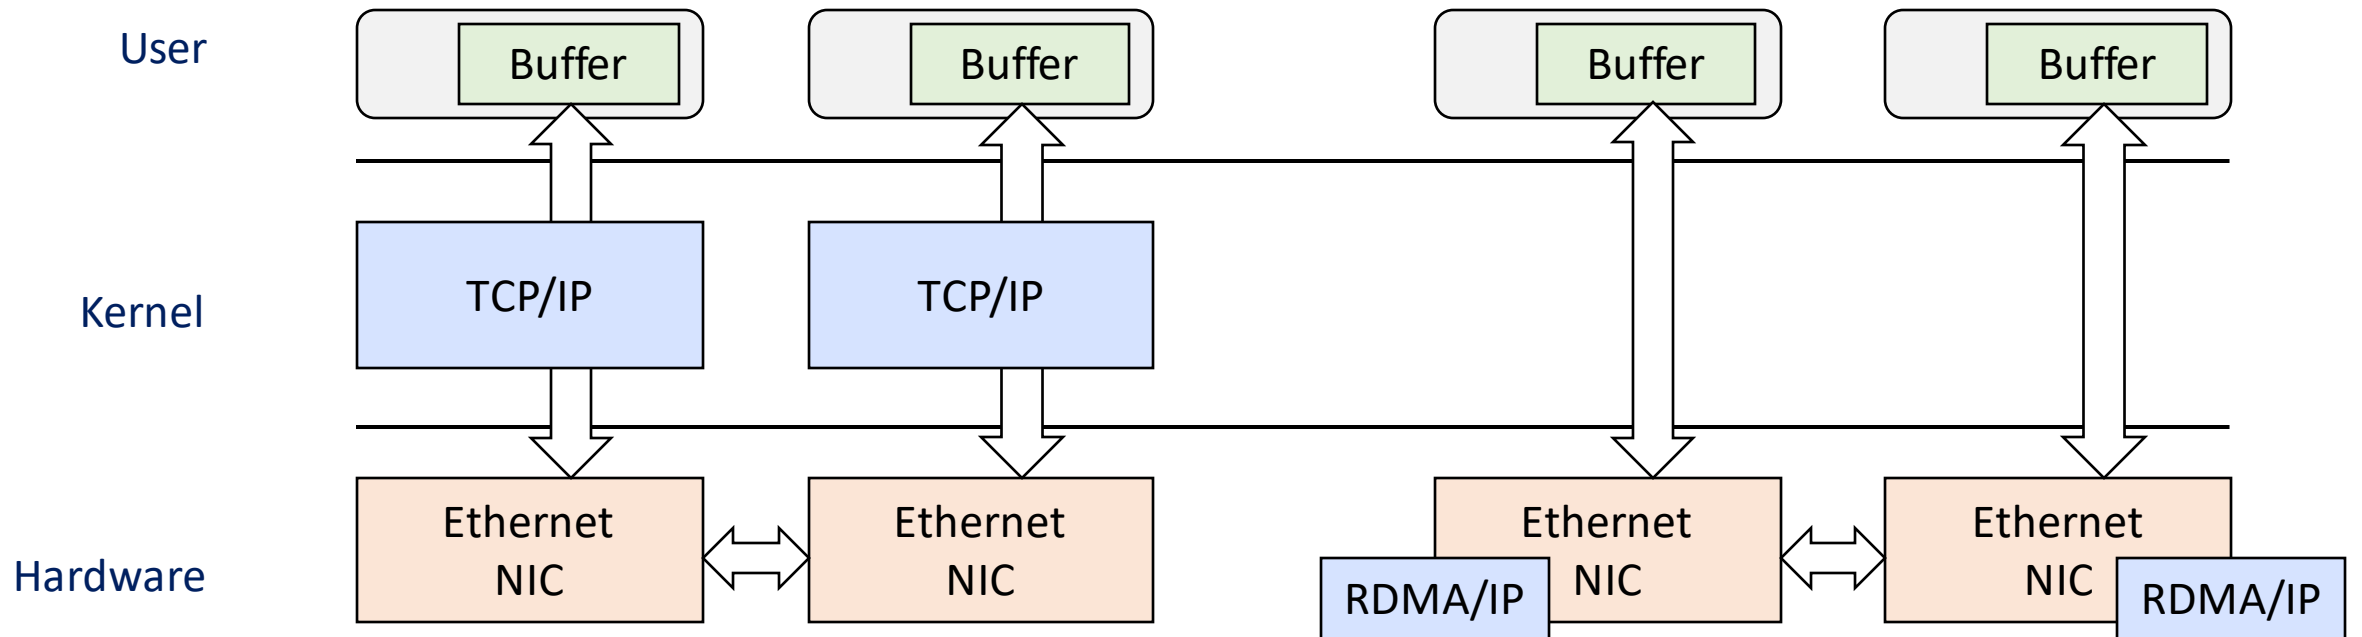 User
Buffer
Buffer
Buffer
Buffer
Kernel
TCP/IP
TCP/IP
Hardware
Ethernet
NIC
Ethernet
NIC
Ethernet
NIC
RDMA/IP
Ethernet
NIC
RDMA/IP